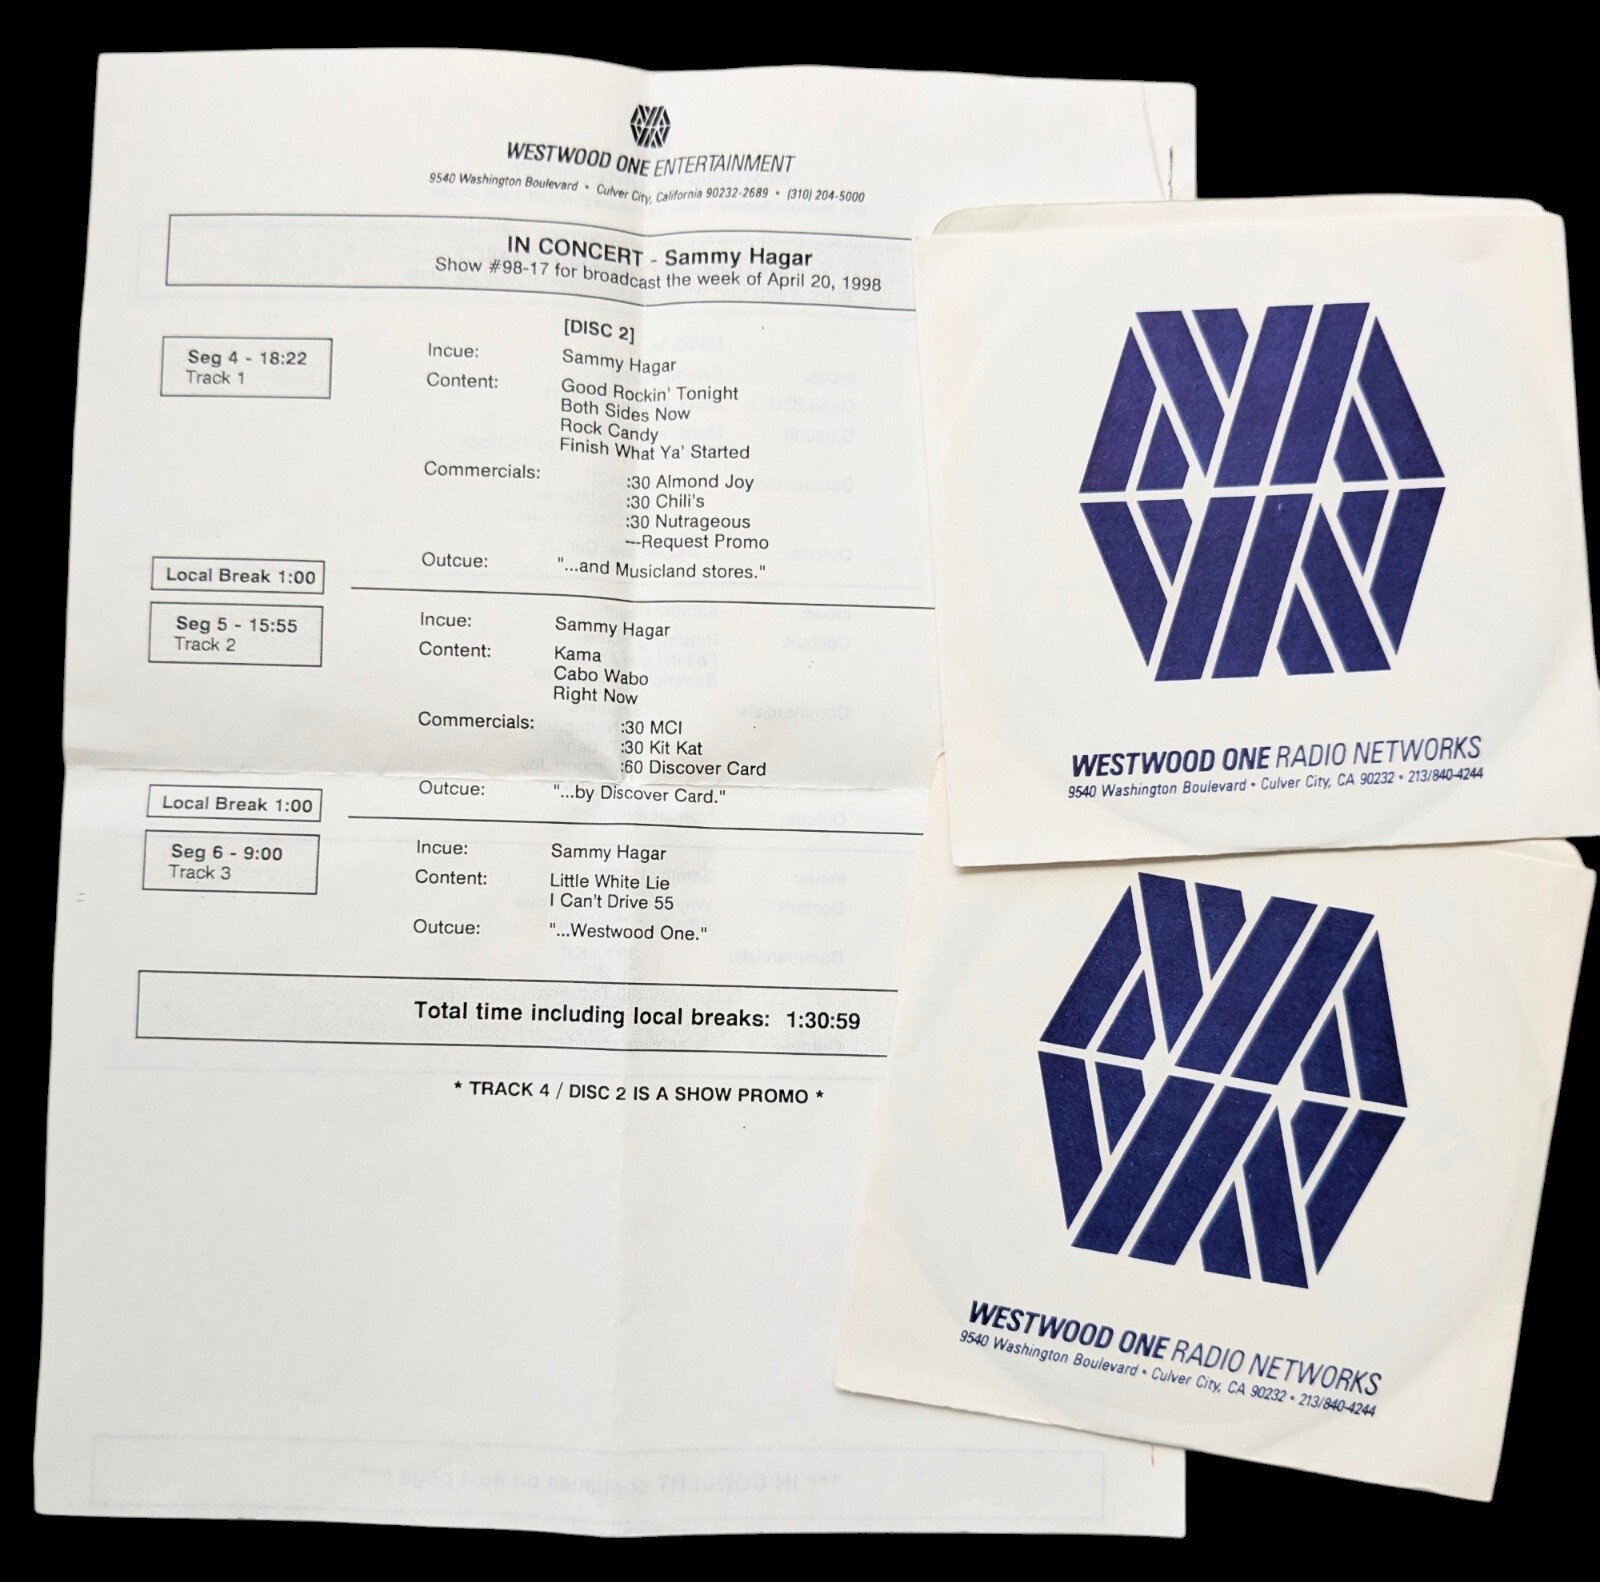 WESTWOOD ONE ENTERTAINMENT
9540 Washington Boulevard • Culver City, California 90232-2689 • (310) 204-5000
IN CONCERT - Sammy Hagar
Show #98-17 for broadcast the week of April 20, 1998
[DISC 2]
Seg 4 - 18:22
Track 1
Incue: Sammy Hagar
Content: Good Rockin' Tonight
Both Sides Now
Rock Candy
Finish What Ya' Started
Commercials: :30 Almond Joy
:30 Chili's
:30 Nutrageous
---Request Promo
Outcue: "...and Musicland stores."
Local Break 1:00
Seg 5 - 15:55
Track 2
Incue: Sammy Hagar
Content: Kama
Cabo Wabo
Right Now
Commercials: :30 MCI
:30 Kit Kat
:60 Discover Card
Outcue: "...by Discover Card."
Local Break 1:00
Seg 6 - 9:00
Track 3
Incue: Sammy Hagar
Content: Little White Lie
I Can't Drive 55
Outcue: "...Westwood One."
Total time including local breaks: 1:30:59
* TRACK 4 / DISC 2 IS A SHOW PROMO *
*** IN CONCERT continues on next page ***
WESTWOOD ONE RADIO NETWORKS
9540 Washington Boulevard • Culver City, CA 90232 • 213/840-4244
WESTWOOD ONE RADIO NETWORKS
9540 Washington Boulevard • Culver City, CA 90232 • 213/840-4244